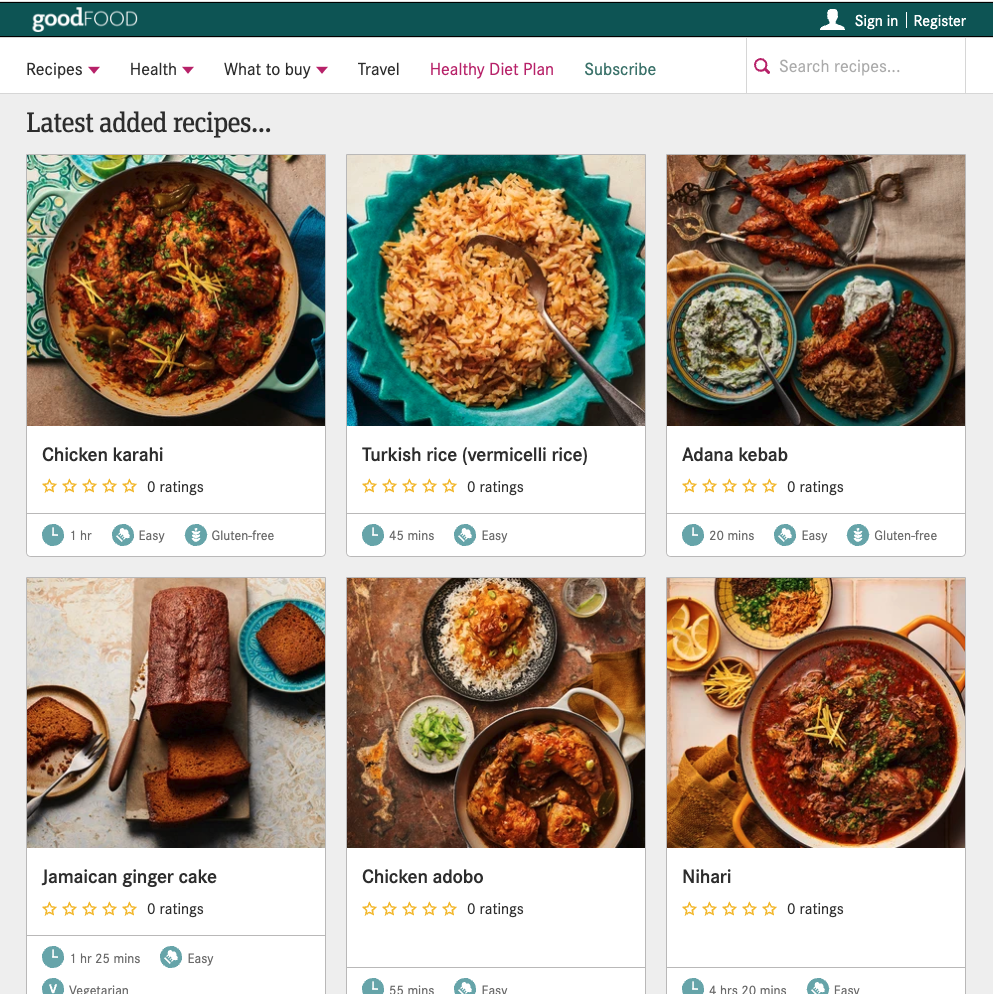 goodFOOD
Sign in | Register
Recipes Health What to buy Travel Healthy Diet Plan Subscribe Search recipes...
Latest added recipes...
Chicken karahi
0 ratings
1 hr Easy Gluten-free
Turkish rice (vermicelli rice)
0 ratings
45 mins Easy
Adana kebab
0 ratings
20 mins Easy Gluten-free
Jamaican ginger cake
0 ratings
1 hr 25 mins Easy
V Vegetarian
Chicken adobo
0 ratings
55 mins Easy
Nihari
0 ratings
4 hrs 20 mins Easy